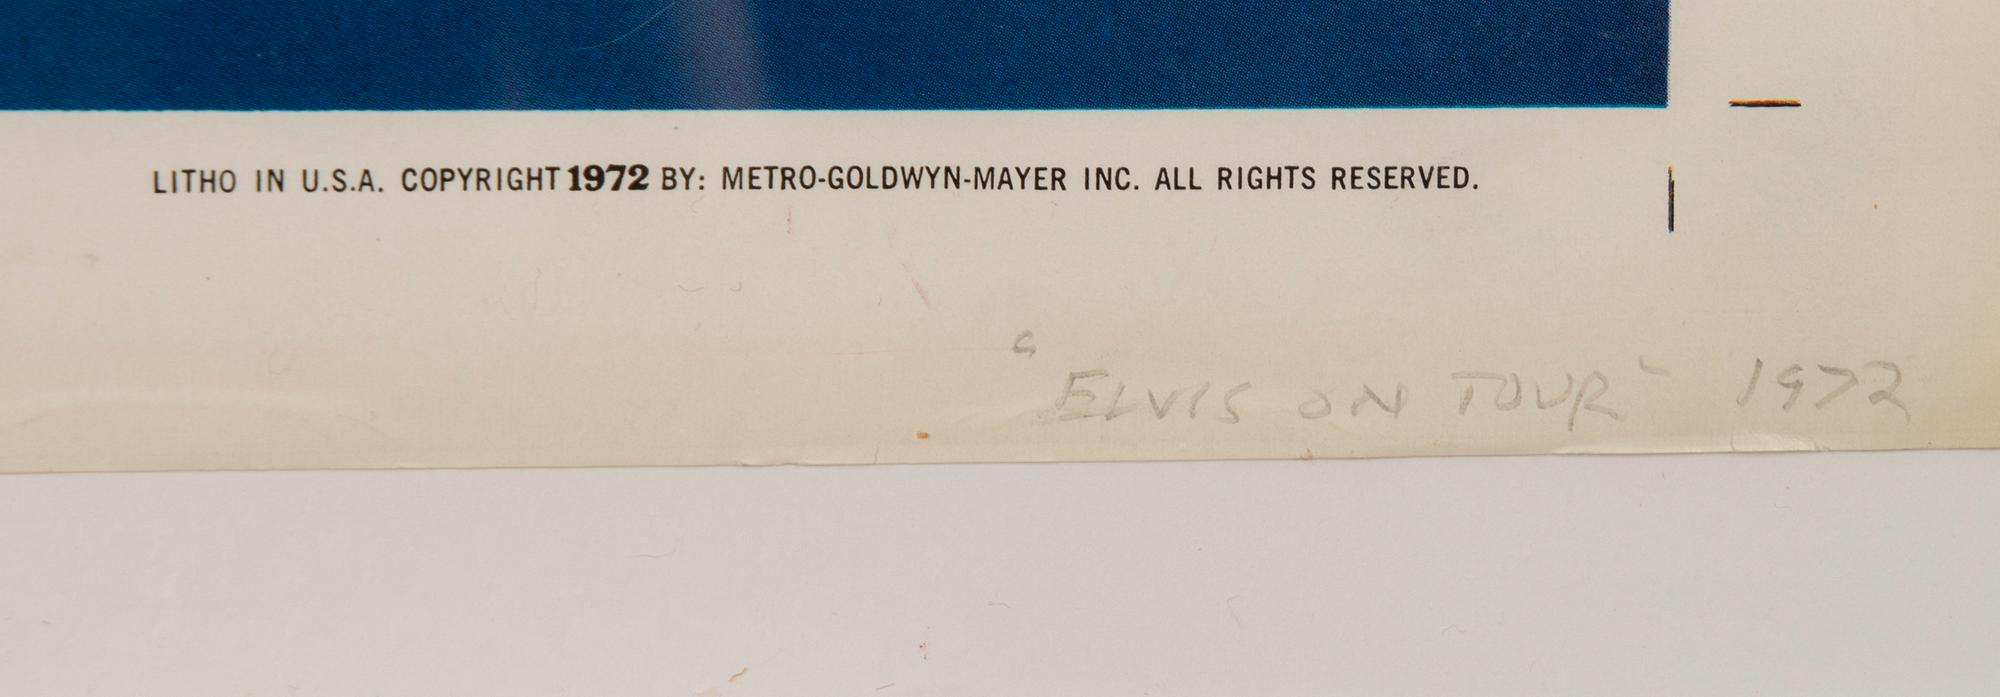 LITHO IN U.S.A. COPYRIGHT 1972 BY: METRO-GOLDWYN-MAYER INC. ALL RIGHTS RESERVED.
"ELVIS ON TOUR" 1972